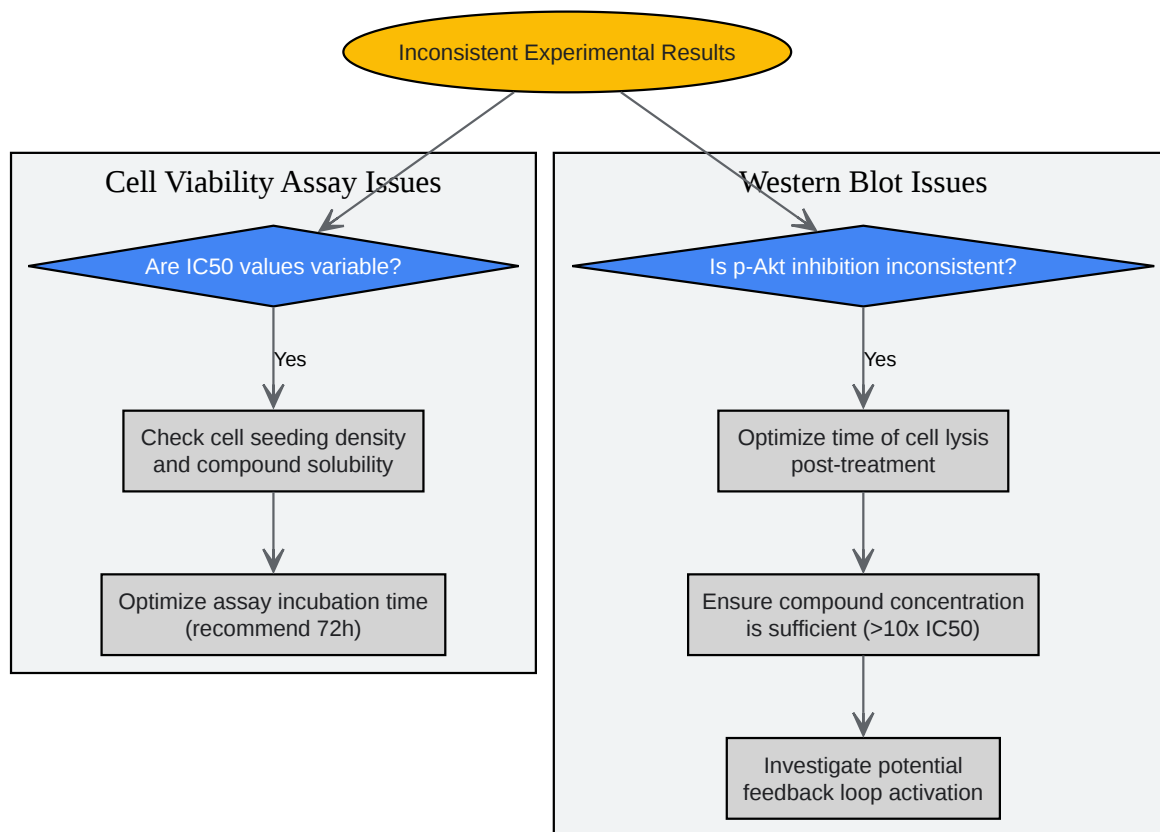 Inconsistent Experimental Results
Cell Viability Assay Issues
Are IC50 values variable?
Yes
Check cell seeding density
and compound solubility
Optimize assay incubation time
(recommend 72h)
Western Blot Issues
Is p-Akt inhibition inconsistent?
Yes
Optimize time of cell lysis
post-treatment
Ensure compound concentration
is sufficient (>10x IC50)
Investigate potential
feedback loop activation